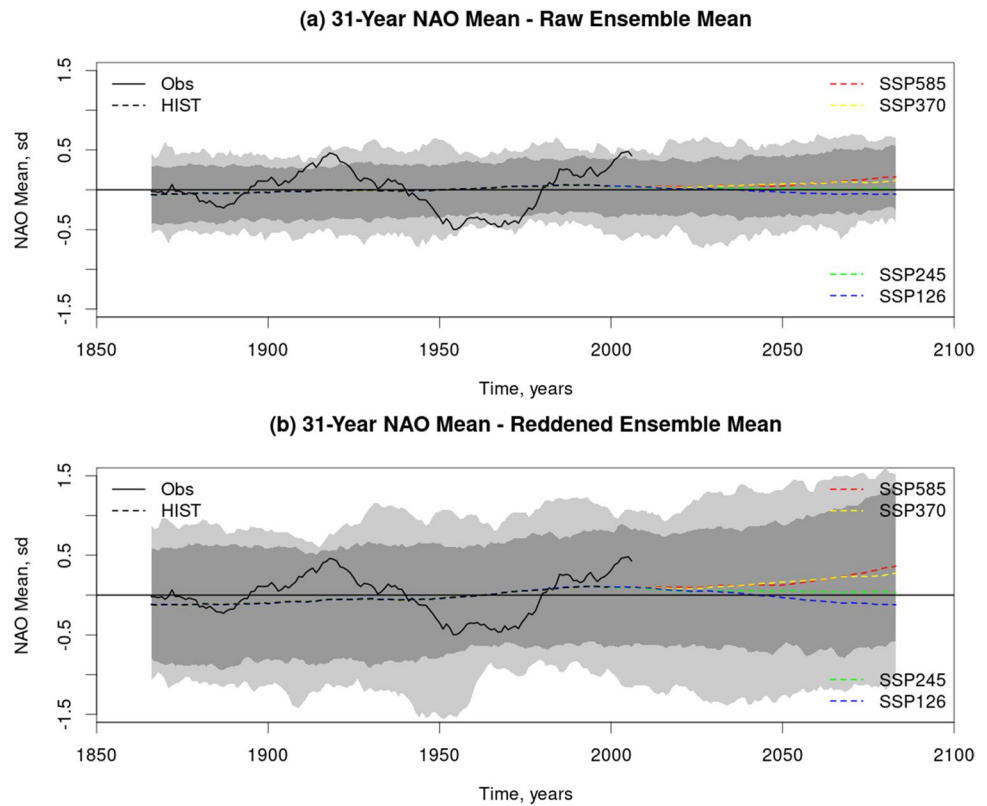 (a) 31-Year NAO Mean - Raw Ensemble Mean
1.5
0.5
-0.5
-1.5
NAO Mean, sd
Obs
HIST
SSP585
SSP370
SSP245
SSP126
1850 1900 1950 2000 2050 2100
Time, years
(b) 31-Year NAO Mean - Reddened Ensemble Mean
1.5
0.5
-0.5
-1.5
NAO Mean, sd
Obs
HIST
SSP585
SSP370
SSP245
SSP126
1850 1900 1950 2000 2050 2100
Time, years